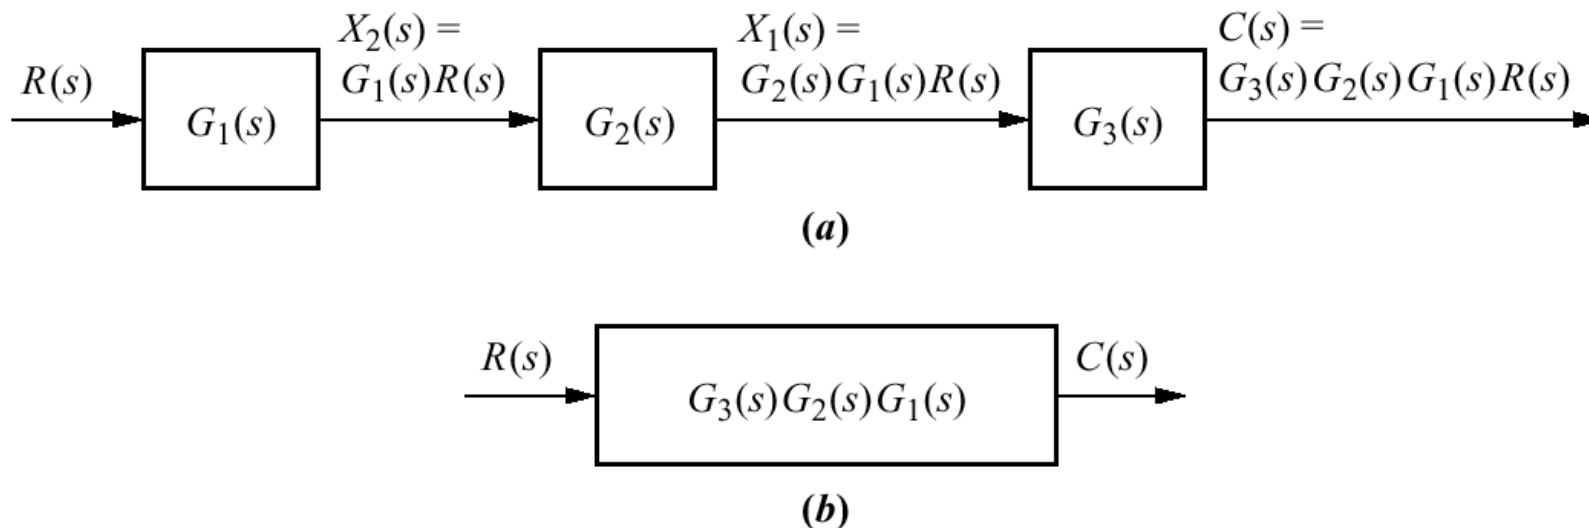 R(s)
G₁(s)
X₂(s) =
G₁(s)R(s)
G₂(s)
X₁(s) =
G₂(s)G₁(s)R(s)
G₃(s)
C(s) =
G₃(s)G₂(s)G₁(s)R(s)
(a)
R(s)
G₃(s)G₂(s)G₁(s)
C(s)
(b)